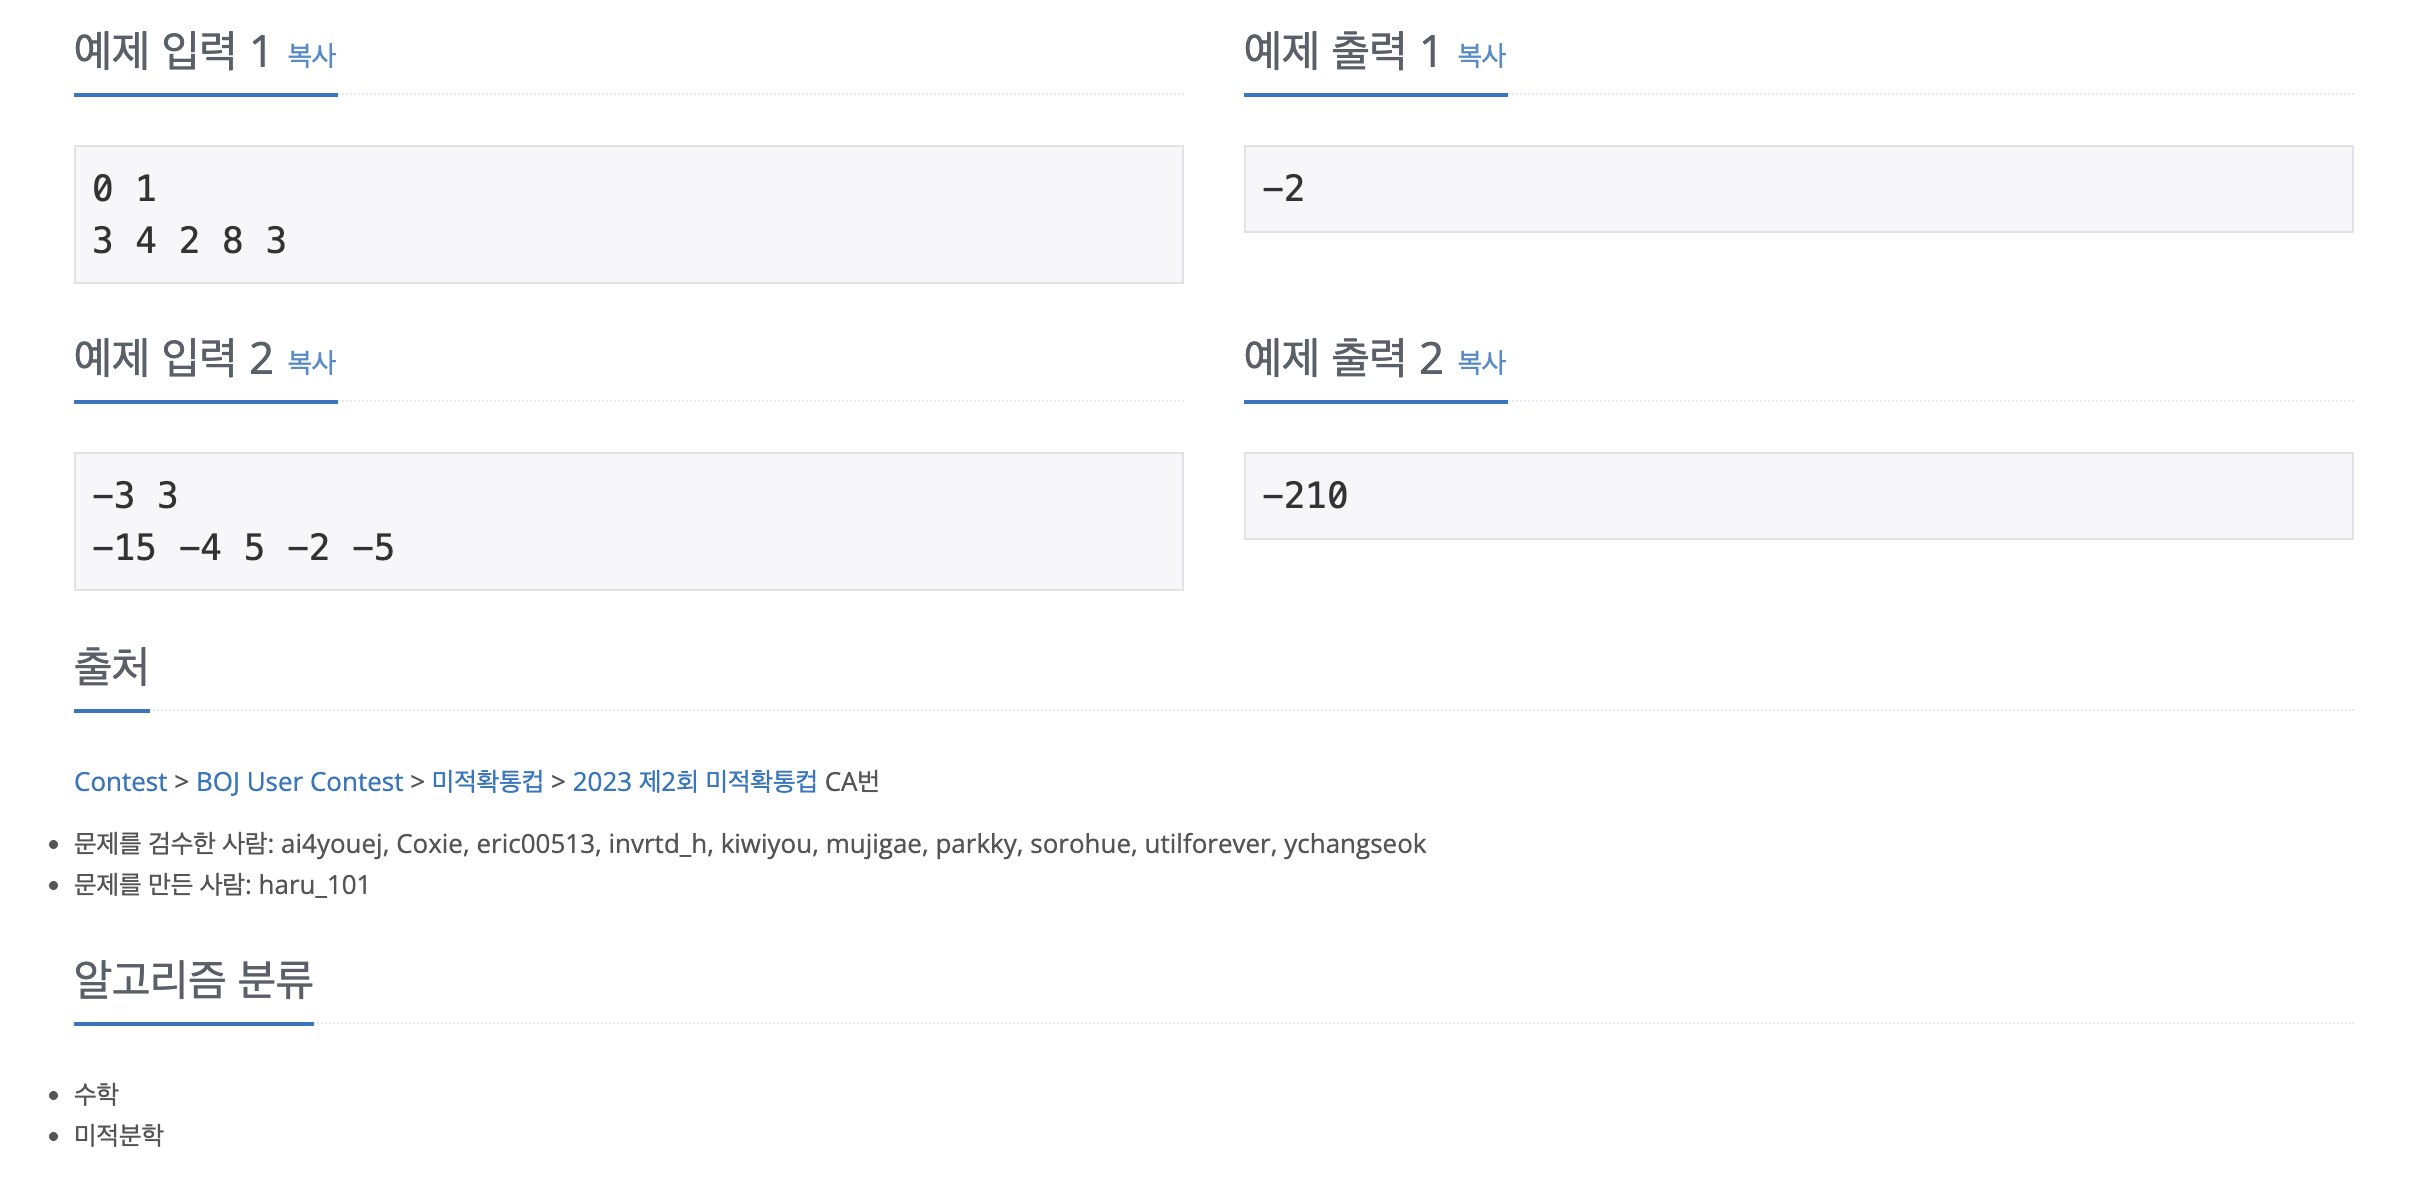 예제 입력 1 복사
0 1
3 4 2 8 3
예제 출력 1 복사
-2
예제 입력 2 복사
-3 3
-15 -4 5 -2 -5
예제 출력 2 복사
-210
출처
Contest > BOJ User Contest > 미적확통컵 > 2023 제2회 미적확통컵 CA번
문제를 검수한 사람: ai4youej, Coxie, eric00513, invrtd_h, kiwiyou, mujigae, parkky, sorohue, utilforever, ychangseok
문제를 만든 사람: haru_101
알고리즘 분류
수학
미적분학